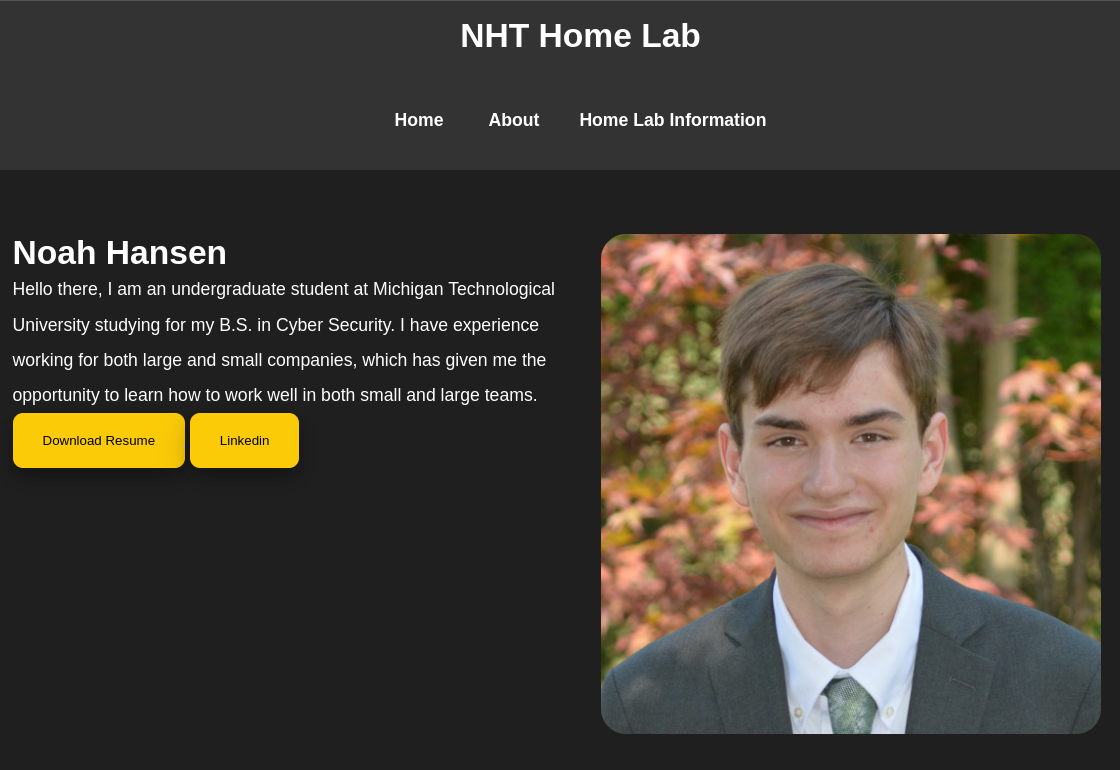 NHT Home Lab
Home About Home Lab Information
Noah Hansen
Hello there, I am an undergraduate student at Michigan Technological
University studying for my B.S. in Cyber Security. I have experience
working for both large and small companies, which has given me the
opportunity to learn how to work well in both small and large teams.
Download Resume Linkedin